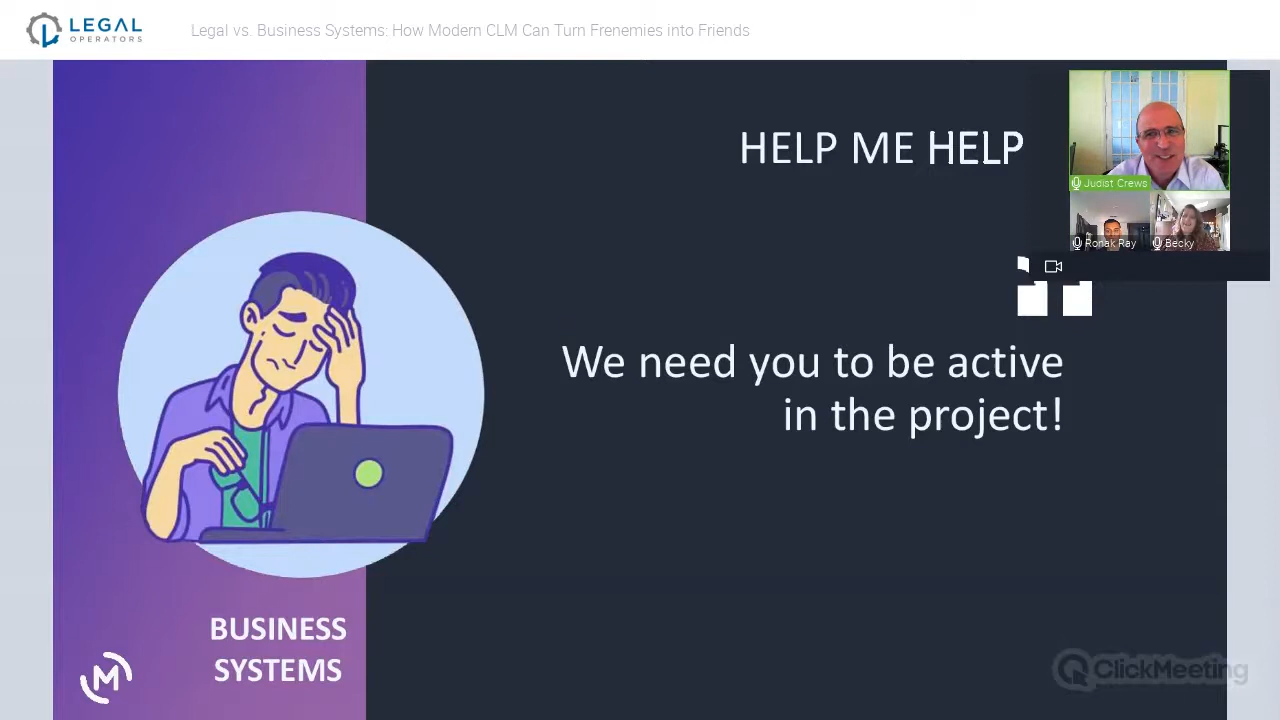 LEGAL
OPERATORS
Legal vs. Business Systems: How Modern CLM Can Turn Frenemies into Friends
HELP ME HELP
Judist Crews
Ronak Ray
Becky
We need you to be active
in the project!
BUSINESS
SYSTEMS
M
ClickMeeting